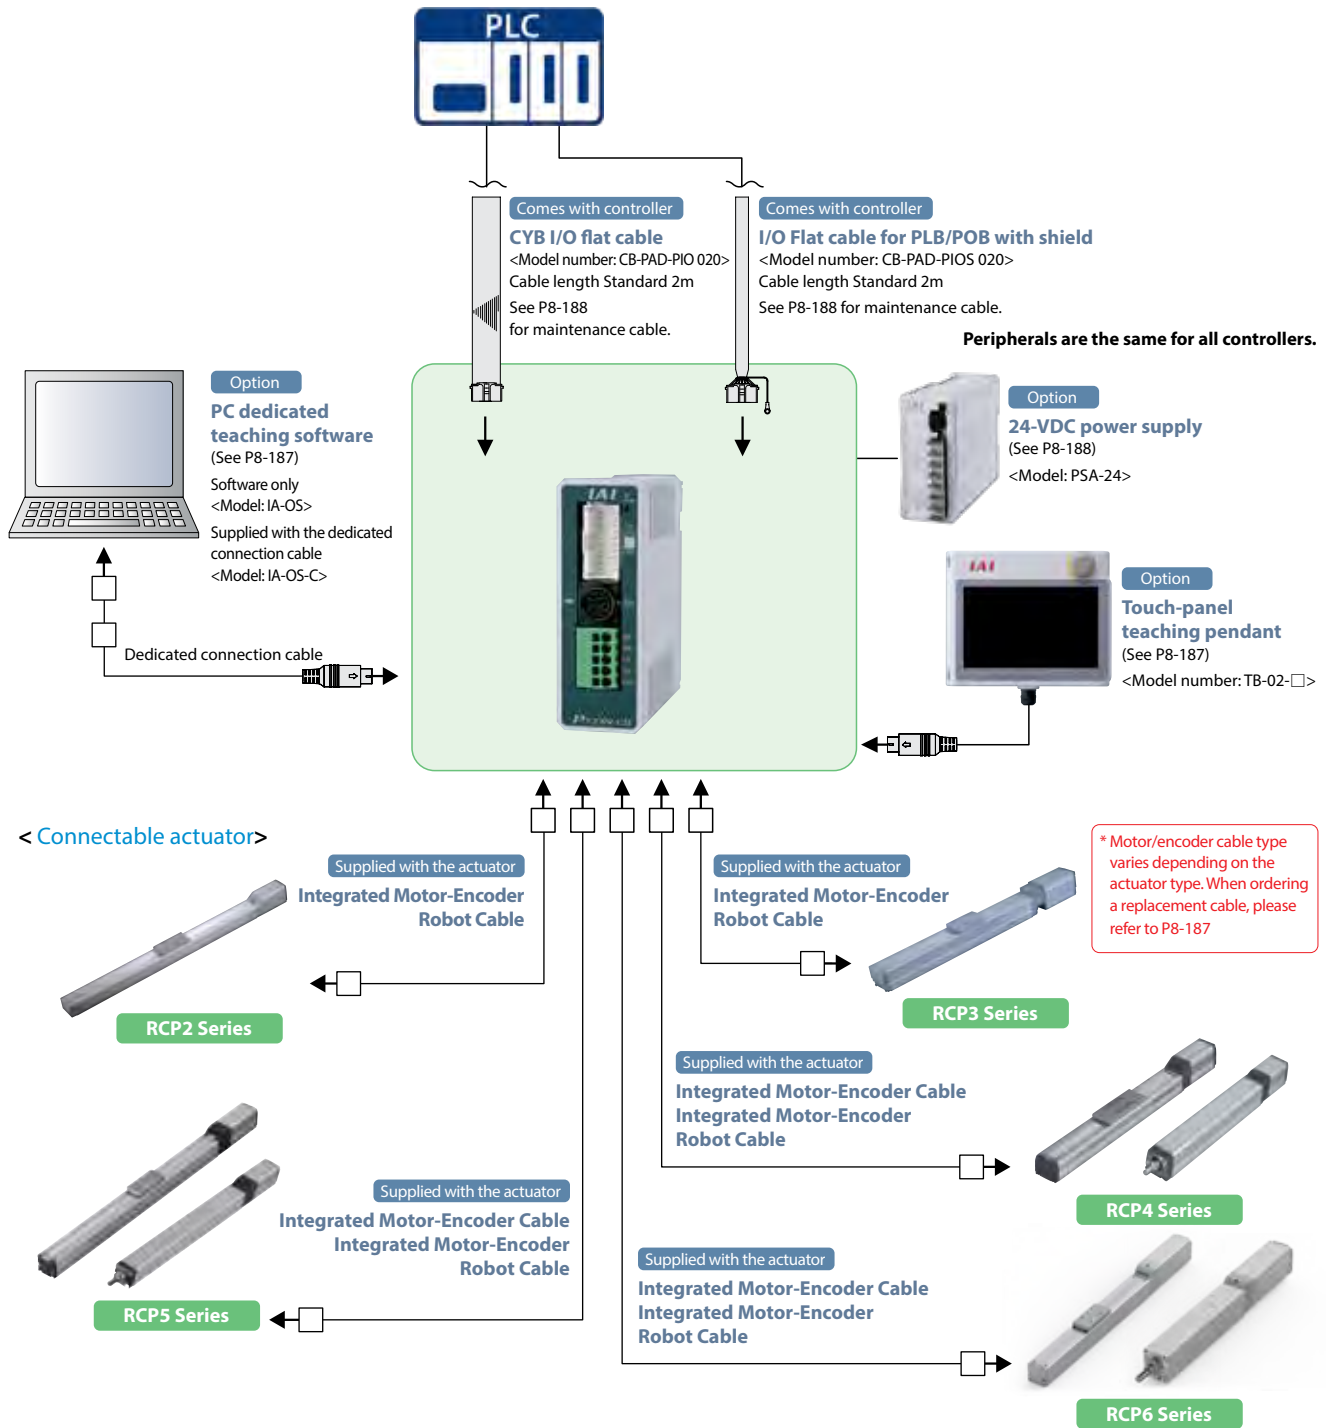 PLC
Comes with controller
CYB I/O flat cable
<Model number: CB-PAD-PIO 020>
Cable length Standard 2m
See P8-188
for maintenance cable.
Comes with controller
I/O Flat cable for PLB/POB with shield
<Model number: CB-PAD-PIOS 020>
Cable length Standard 2m
See P8-188 for maintenance cable.
Peripherals are the same for all controllers.
Option
PC dedicated
teaching software
(See P8-187)
Software only
<Model: IA-OS>
Supplied with the dedicated
connection cable
<Model: IA-OS-C>
Dedicated connection cable
IAI
Option
24-VDC power supply
(See P8-188)
<Model: PSA-24>
IAI
Option
Touch-panel
teaching pendant
(See P8-187)
<Model number: TB-02-□>
< Connectable actuator>
Supplied with the actuator
Integrated Motor-Encoder
Robot Cable
RCP2 Series
Supplied with the actuator
Integrated Motor-Encoder
Robot Cable
RCP3 Series
* Motor/encoder cable type
varies depending on the
actuator type. When ordering
a replacement cable, please
refer to P8-187
Supplied with the actuator
Integrated Motor-Encoder Cable
Integrated Motor-Encoder
Robot Cable
RCP4 Series
Supplied with the actuator
Integrated Motor-Encoder Cable
Integrated Motor-Encoder
Robot Cable
RCP5 Series
Supplied with the actuator
Integrated Motor-Encoder Cable
Integrated Motor-Encoder
Robot Cable
RCP6 Series